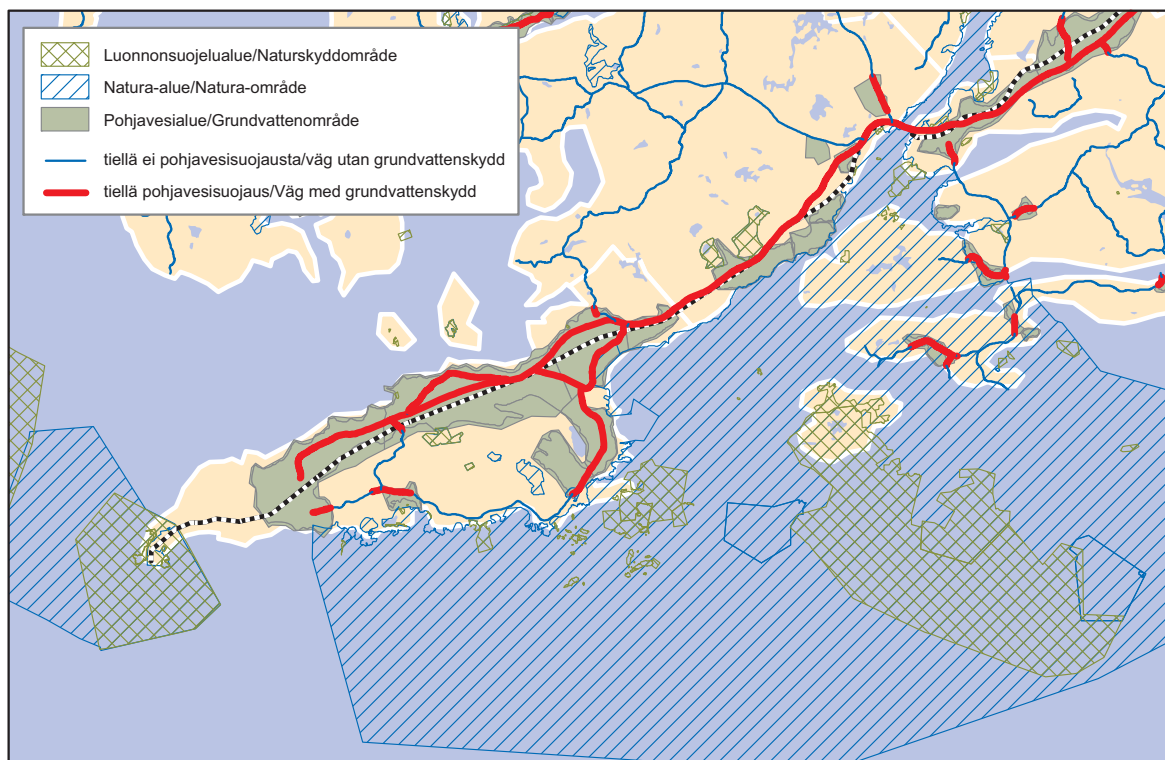 Luonnonsuojelualue/Naturskyddområde
Natura-alue/Natura-område
Pohjavesialue/Grundvattenområde
tiellä ei pohjavesisuojausta/väg utan grundvattenskydd
tiellä pohjavesisuojaus/Väg med grundvattenskydd